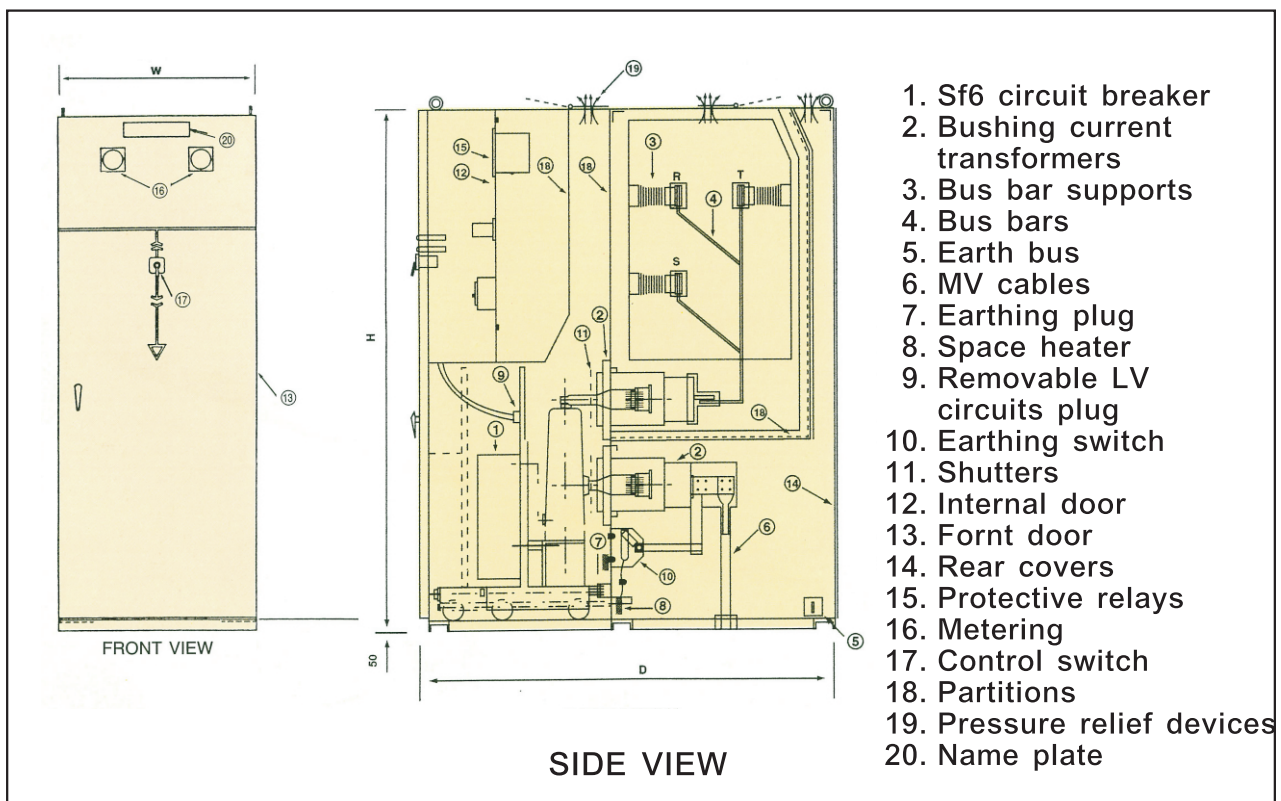 W
20
16
17
13
FRONT VIEW
19
15
12
18
18
3
R
T
4
S
H
11
2
9
1
18
2
14
7
6
10
8
5
50
D
SIDE VIEW
1. Sf6 circuit breaker
2. Bushing current
transformers
3. Bus bar supports
4. Bus bars
5. Earth bus
6. MV cables
7. Earthing plug
8. Space heater
9. Removable LV
circuits plug
10. Earthing switch
11. Shutters
12. Internal door
13. Fornt door
14. Rear covers
15. Protective relays
16. Metering
17. Control switch
18. Partitions
19. Pressure relief devices
20. Name plate